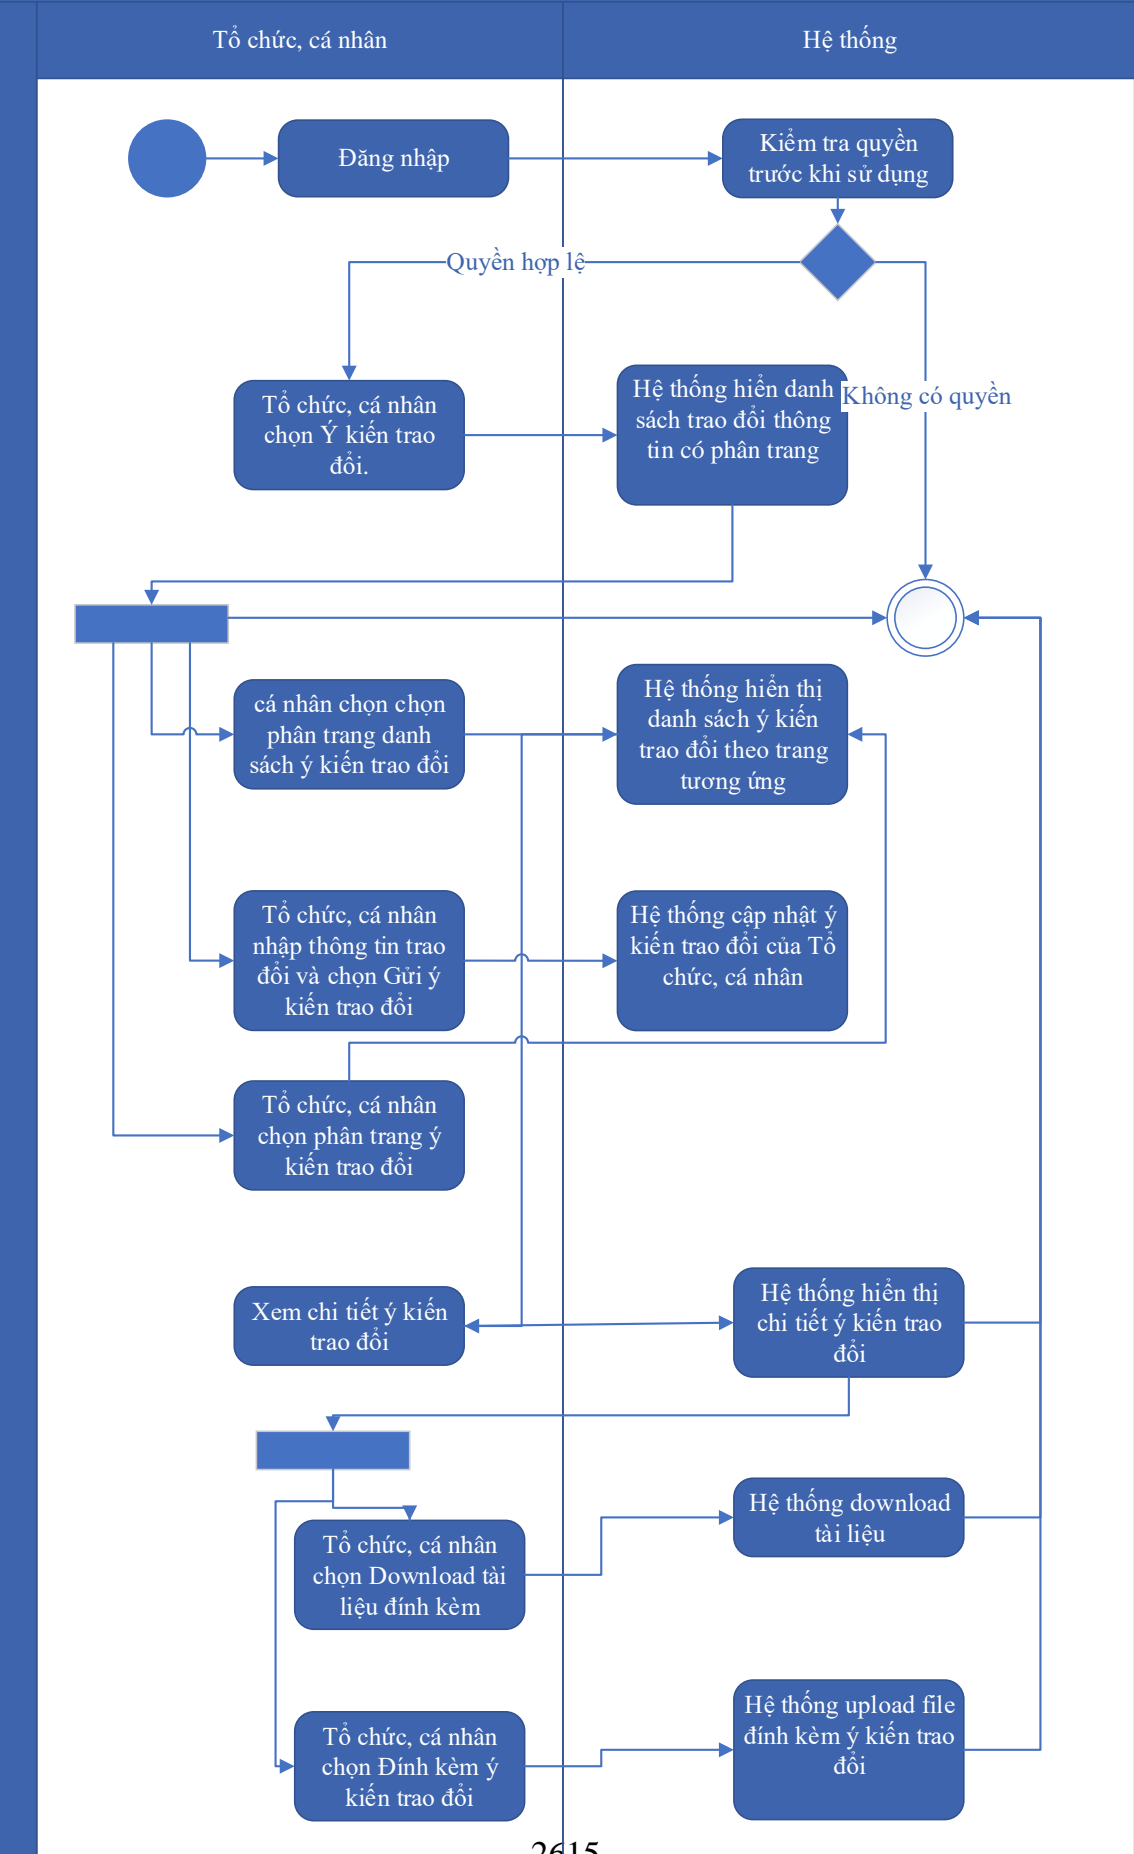 Tổ chức, cá nhân
Hệ thống
Đăng nhập
Kiểm tra quyền
trước khi sử dụng
Quyền hợp lệ
Không có quyền
Tổ chức, cá nhân
chọn Ý kiến trao
đổi.
Hệ thống hiển danh
sách trao đổi thông
tin có phân trang
cá nhân chọn chọn
phân trang danh
sách ý kiến trao đổi
Hệ thống hiển thị
danh sách ý kiến
trao đổi theo trang
tương ứng
Tổ chức, cá nhân
nhập thông tin trao
đổi và chọn Gửi ý
kiến trao đổi
Hệ thống cập nhật ý
kiến trao đổi của Tổ
chức, cá nhân
Tổ chức, cá nhân
chọn phân trang ý
kiến trao đổi
Xem chi tiết ý kiến
trao đổi
Hệ thống hiển thị
chi tiết ý kiến trao
đổi
Tổ chức, cá nhân
chọn Download tài
liệu đính kèm
Hệ thống download
tài liệu
Tổ chức, cá nhân
chọn Đính kèm ý
kiến trao đổi
Hệ thống upload file
đính kèm ý kiến trao
đổi
2615